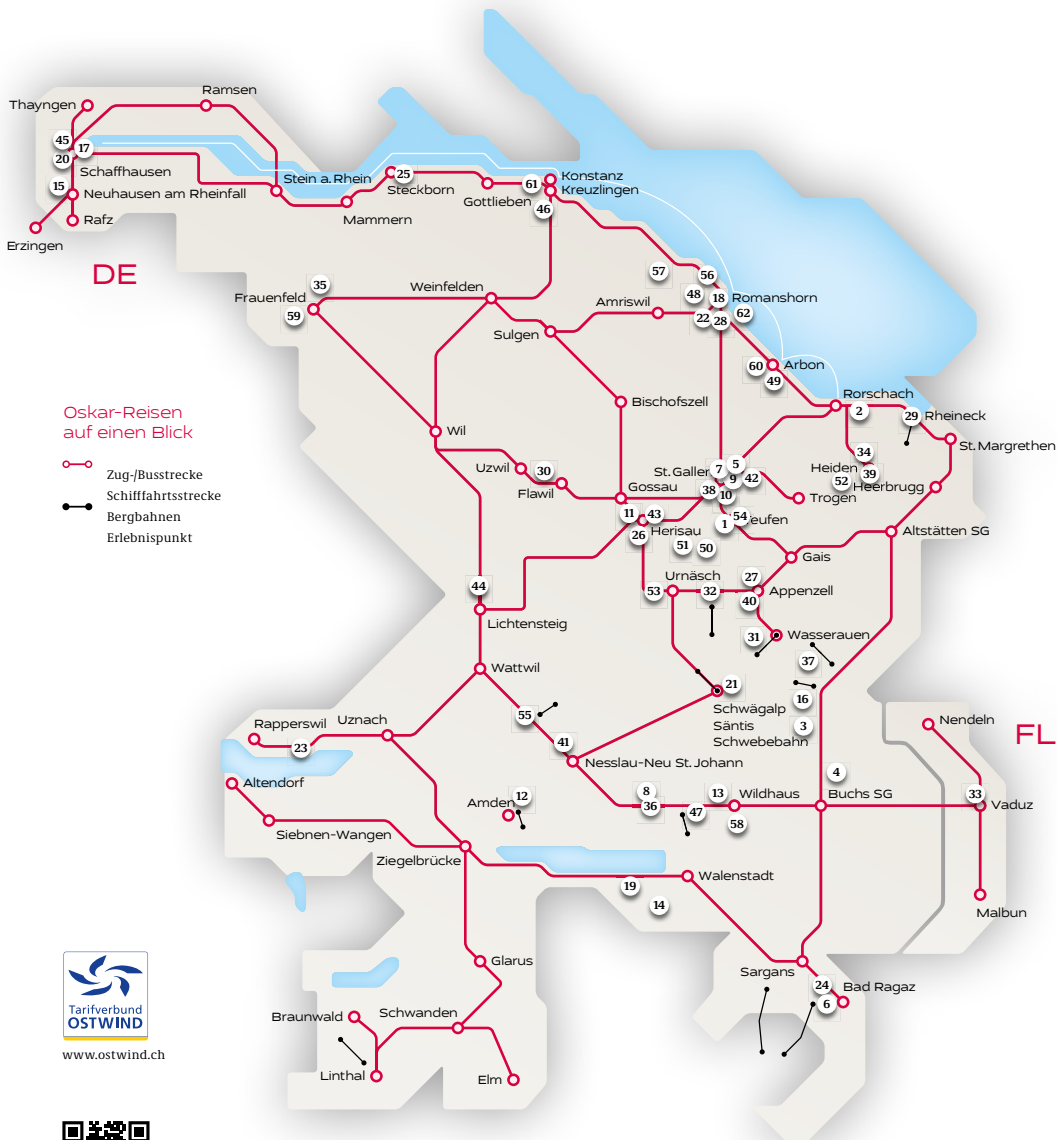 Ramsen
Thayngen
45
17
20
Schaffhausen
15
Neuhausen am Rheinfall
Rafz
Erzingen
Stein a. Rhein
Mammern
25
Steckborn
Gottlieben
61
Konstanz
Kreuzlingen
46
DE
35
Frauenfeld
59
Weinfelden
57
56
48
18
Romanshorn
62
22
28
Amriswil
Sulgen
60
Arbon
49
Rorschach
2
29
Rheineck
St. Margrethen
Oskar-Reisen
auf einen Blick
Zug-/Busstrecke
Schifffahrtsstrecke
Bergbahnen
Erlebnispunkt
Wil
Bischofszell
Uzwil
30
Flawil
Gossau
St. Galler
7
5
9
42
38
10
Trogen
34
Heiden
39
52
Heerbrugg
11
43
26
Herisau
1
54
eufen
51
50
Altstätten SG
Gais
44
Lichtensteig
Urnäsch
53
32
27
Appenzell
40
31
Wasserauen
37
Wattwil
21
Schwägalp
Säntis
Schwebebahn
16
3
Rapperswil
23
Uznach
55
41
Nesslau-Neu St. Johann
Nendeln
FL
Altendorf
Amden
12
8
36
13
47
Wildhaus
58
4
Buchs SG
33
Vaduz
Siebnen-Wangen
Ziegelbrücke
Walenstadt
19
14
Malbun
Sargans
24
6
Bad Ragaz
Glarus
Braunwald
Schwanden
Linthal
Elm
Tarifverbund
OSTWIND
www.ostwind.ch